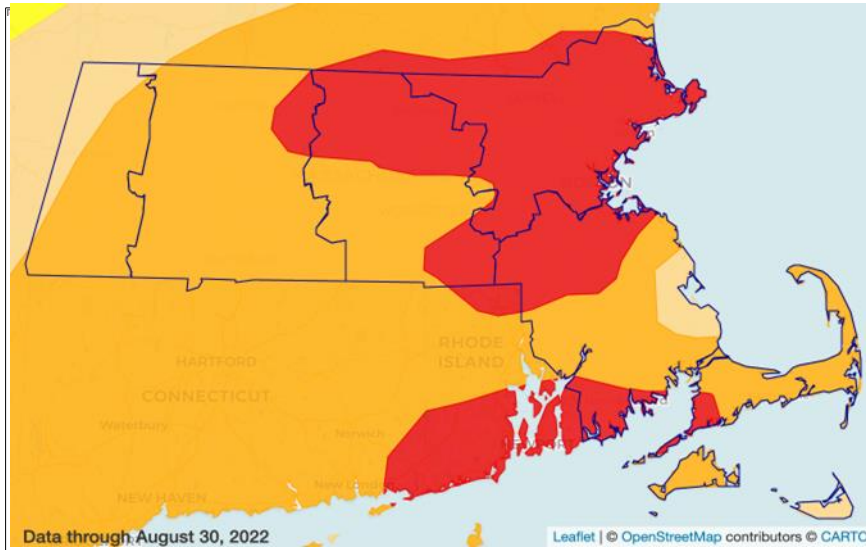 RHODE
ISLAND
HARTFORD
CONNECTICUT
Waterbury
Norwich
New London
NEW HAVEN
Data through August 30, 2022
Leaflet | © OpenStreetMap contributors © CARTO